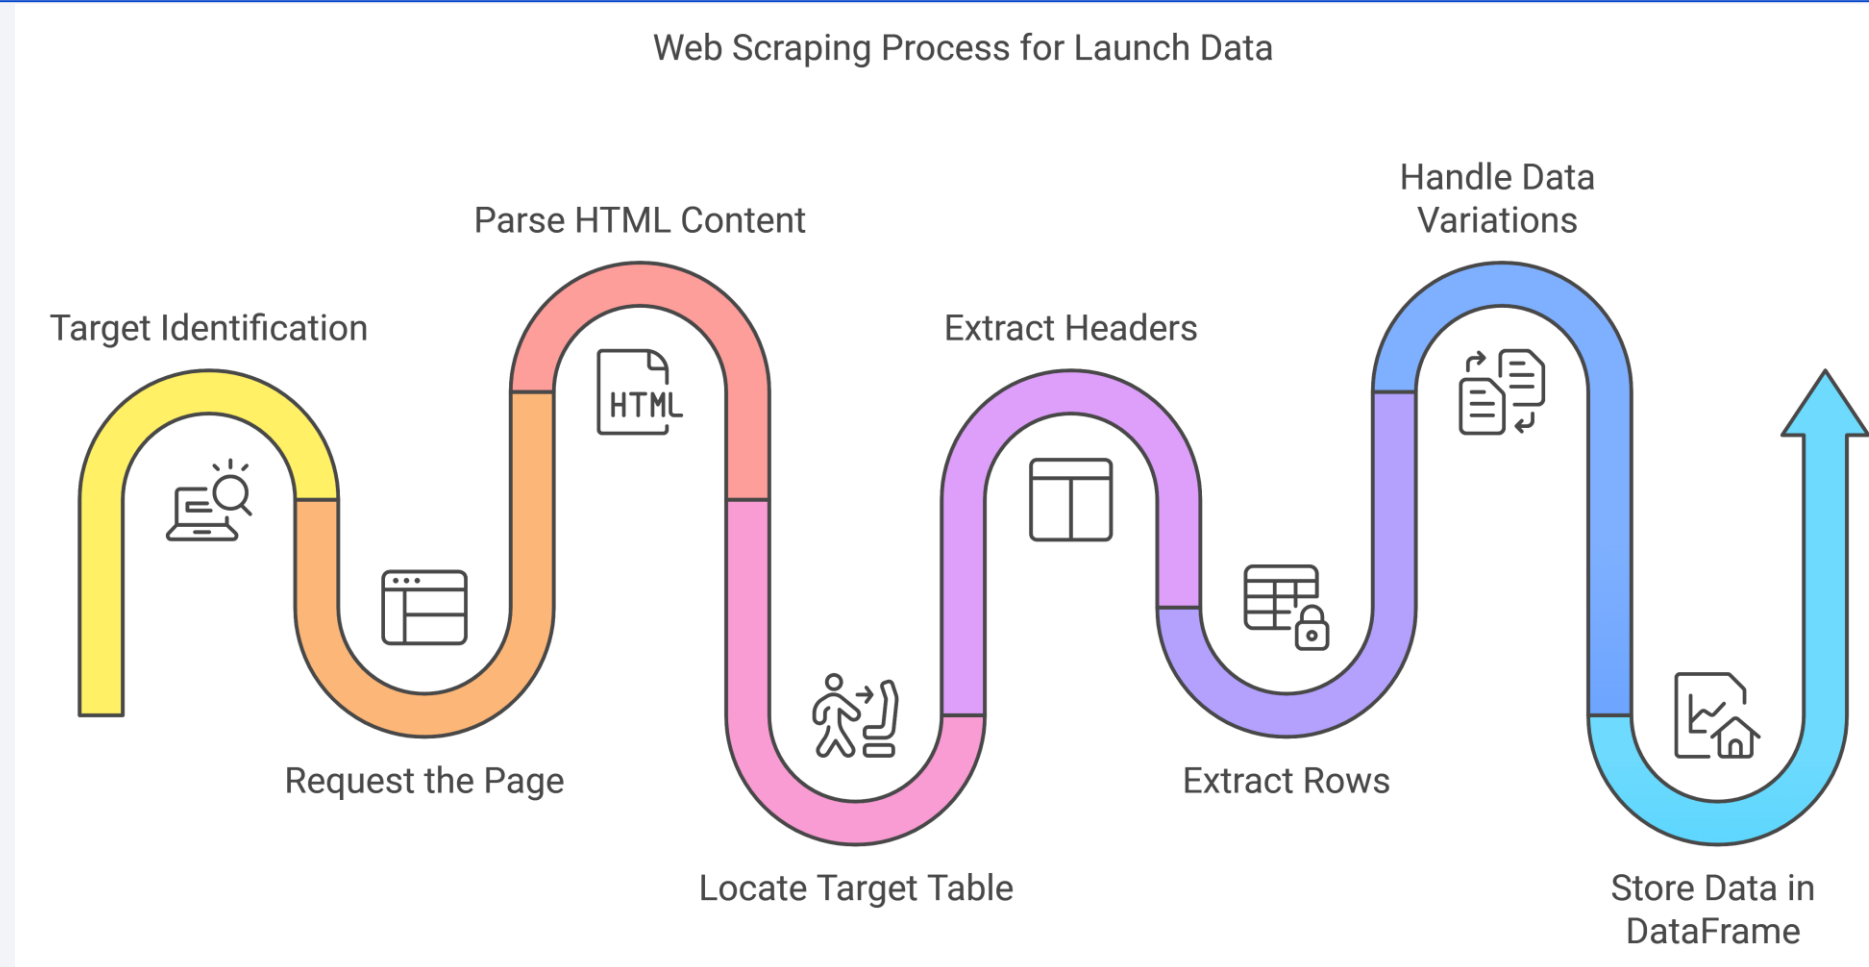 Web Scraping Process for Launch Data
Target Identification
Request the Page
Parse HTML Content
HTML
Locate Target Table
Extract Headers
Extract Rows
Handle Data
Variations
Store Data in
DataFrame